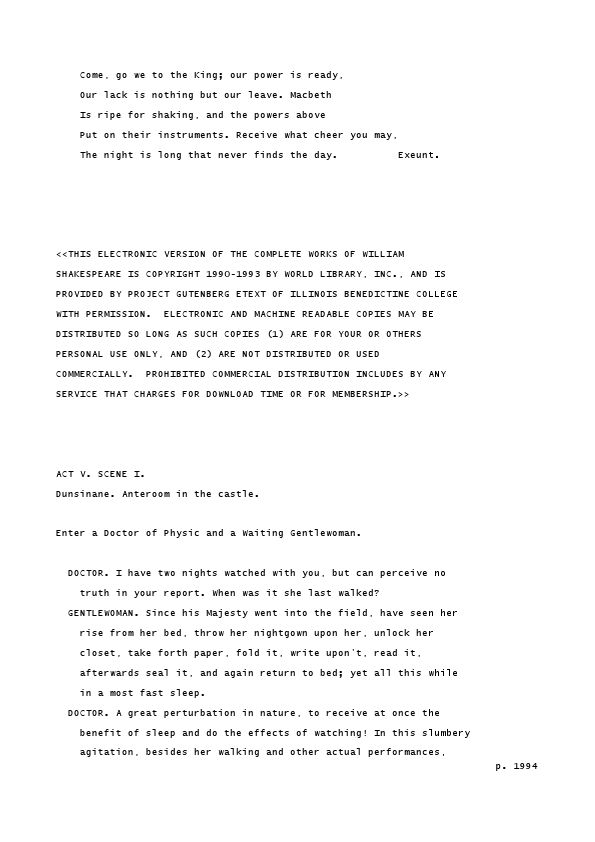 Come, go we to the King; our power is ready,
Our lack is nothing but our leave. Macbeth
Is ripe for shaking, and the powers above
Put on their instruments. Receive what cheer you may,
The night is long that never finds the day. Exeunt.
<<THIS ELECTRONIC VERSION OF THE COMPLETE WORKS OF WILLIAM
SHAKESPEARE IS COPYRIGHT 1990-1993 BY WORLD LIBRARY, INC., AND IS
PROVIDED BY PROJECT GUTENBERG ETEXT OF ILLINOIS BENEDICTINE COLLEGE
WITH PERMISSION. ELECTRONIC AND MACHINE READABLE COPIES MAY BE
DISTRIBUTED SO LONG AS SUCH COPIES (1) ARE FOR YOUR OR OTHERS
PERSONAL USE ONLY, AND (2) ARE NOT DISTRIBUTED OR USED
COMMERCIALLY. PROHIBITED COMMERCIAL DISTRIBUTION INCLUDES BY ANY
SERVICE THAT CHARGES FOR DOWNLOAD TIME OR FOR MEMBERSHIP.>>
ACT V. SCENE I.
Dunsinane. Anteroom in the castle.
Enter a Doctor of Physic and a Waiting Gentlewoman.
DOCTOR. I have two nights watched with you, but can perceive no
truth in your report. When was it she last walked?
GENTLEWOMAN. Since his Majesty went into the field, have seen her
rise from her bed, throw her nightgown upon her, unlock her
closet, take forth paper, fold it, write upon't, read it,
afterwards seal it, and again return to bed; yet all this while
in a most fast sleep.
DOCTOR. A great perturbation in nature, to receive at once the
benefit of sleep and do the effects of watching! In this slumbery
agitation, besides her walking and other actual performances,
p. 1994